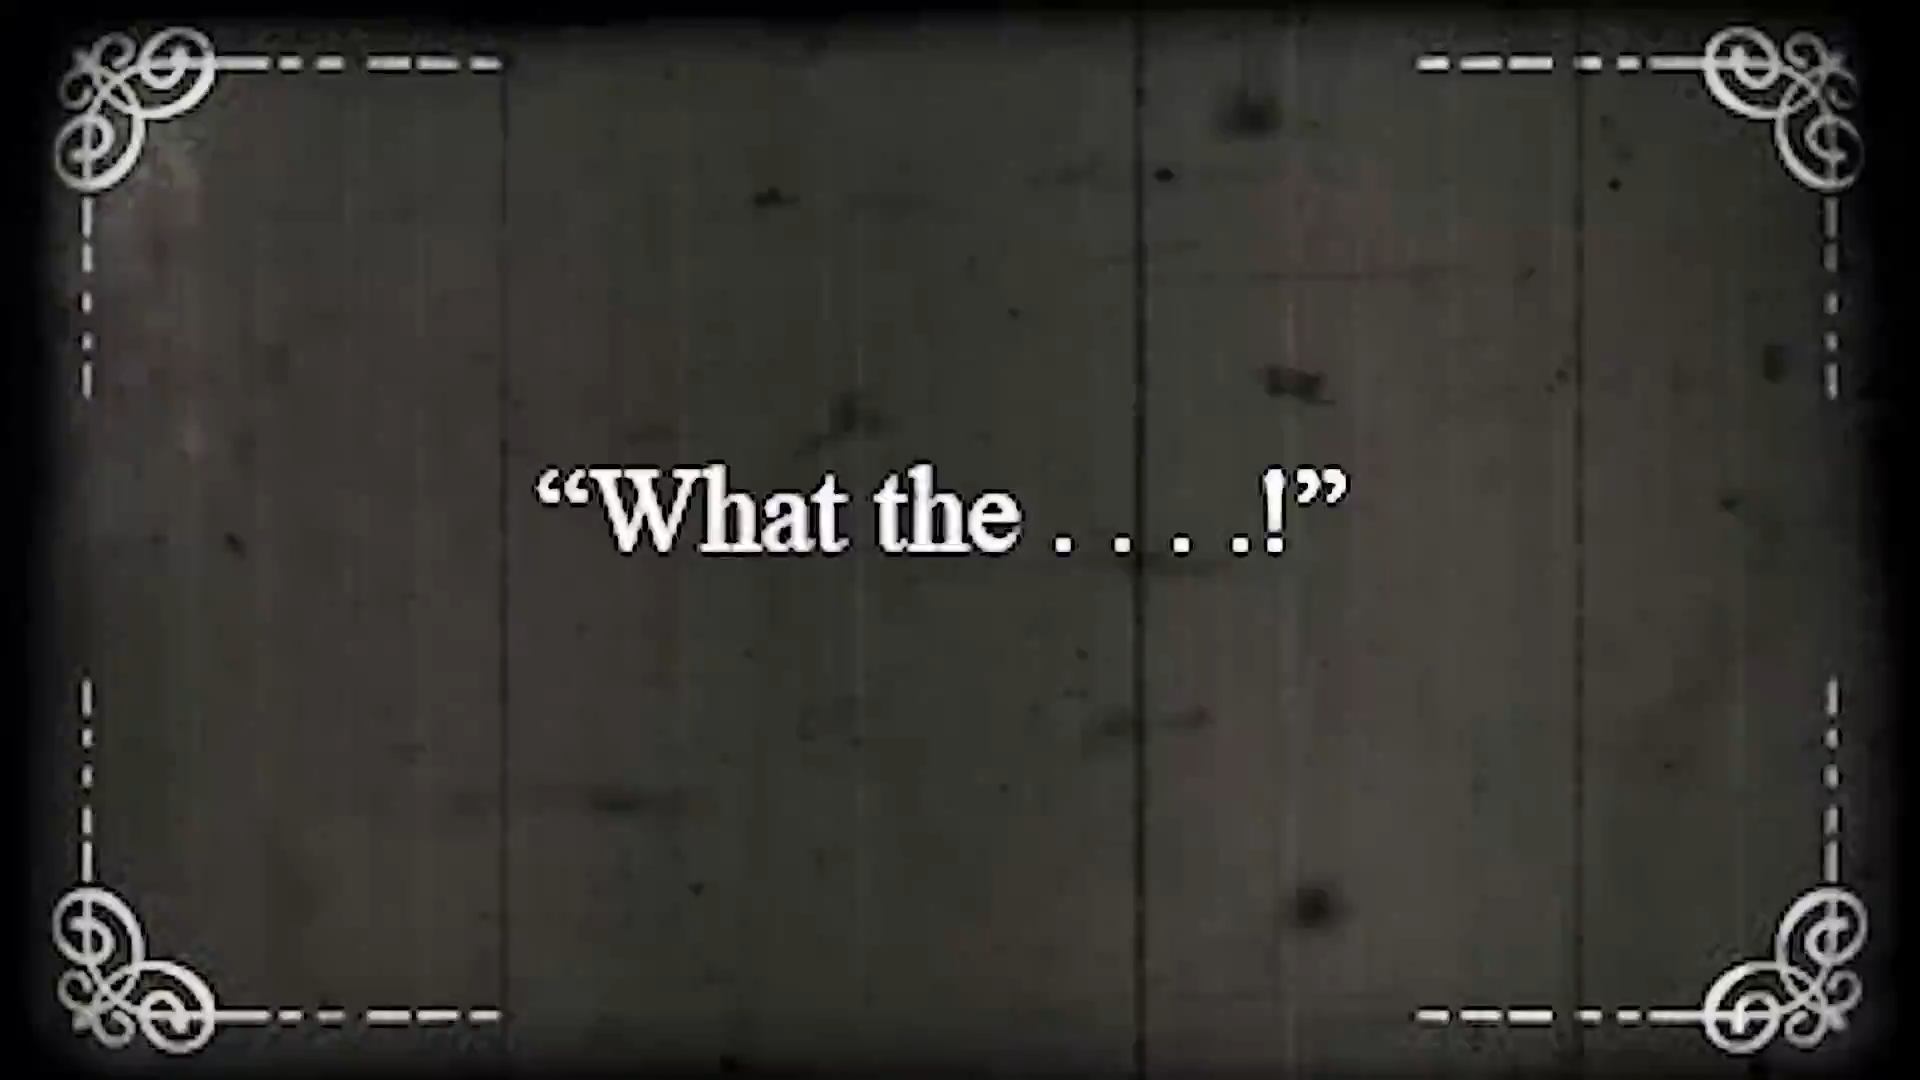 “What the . . . .!”